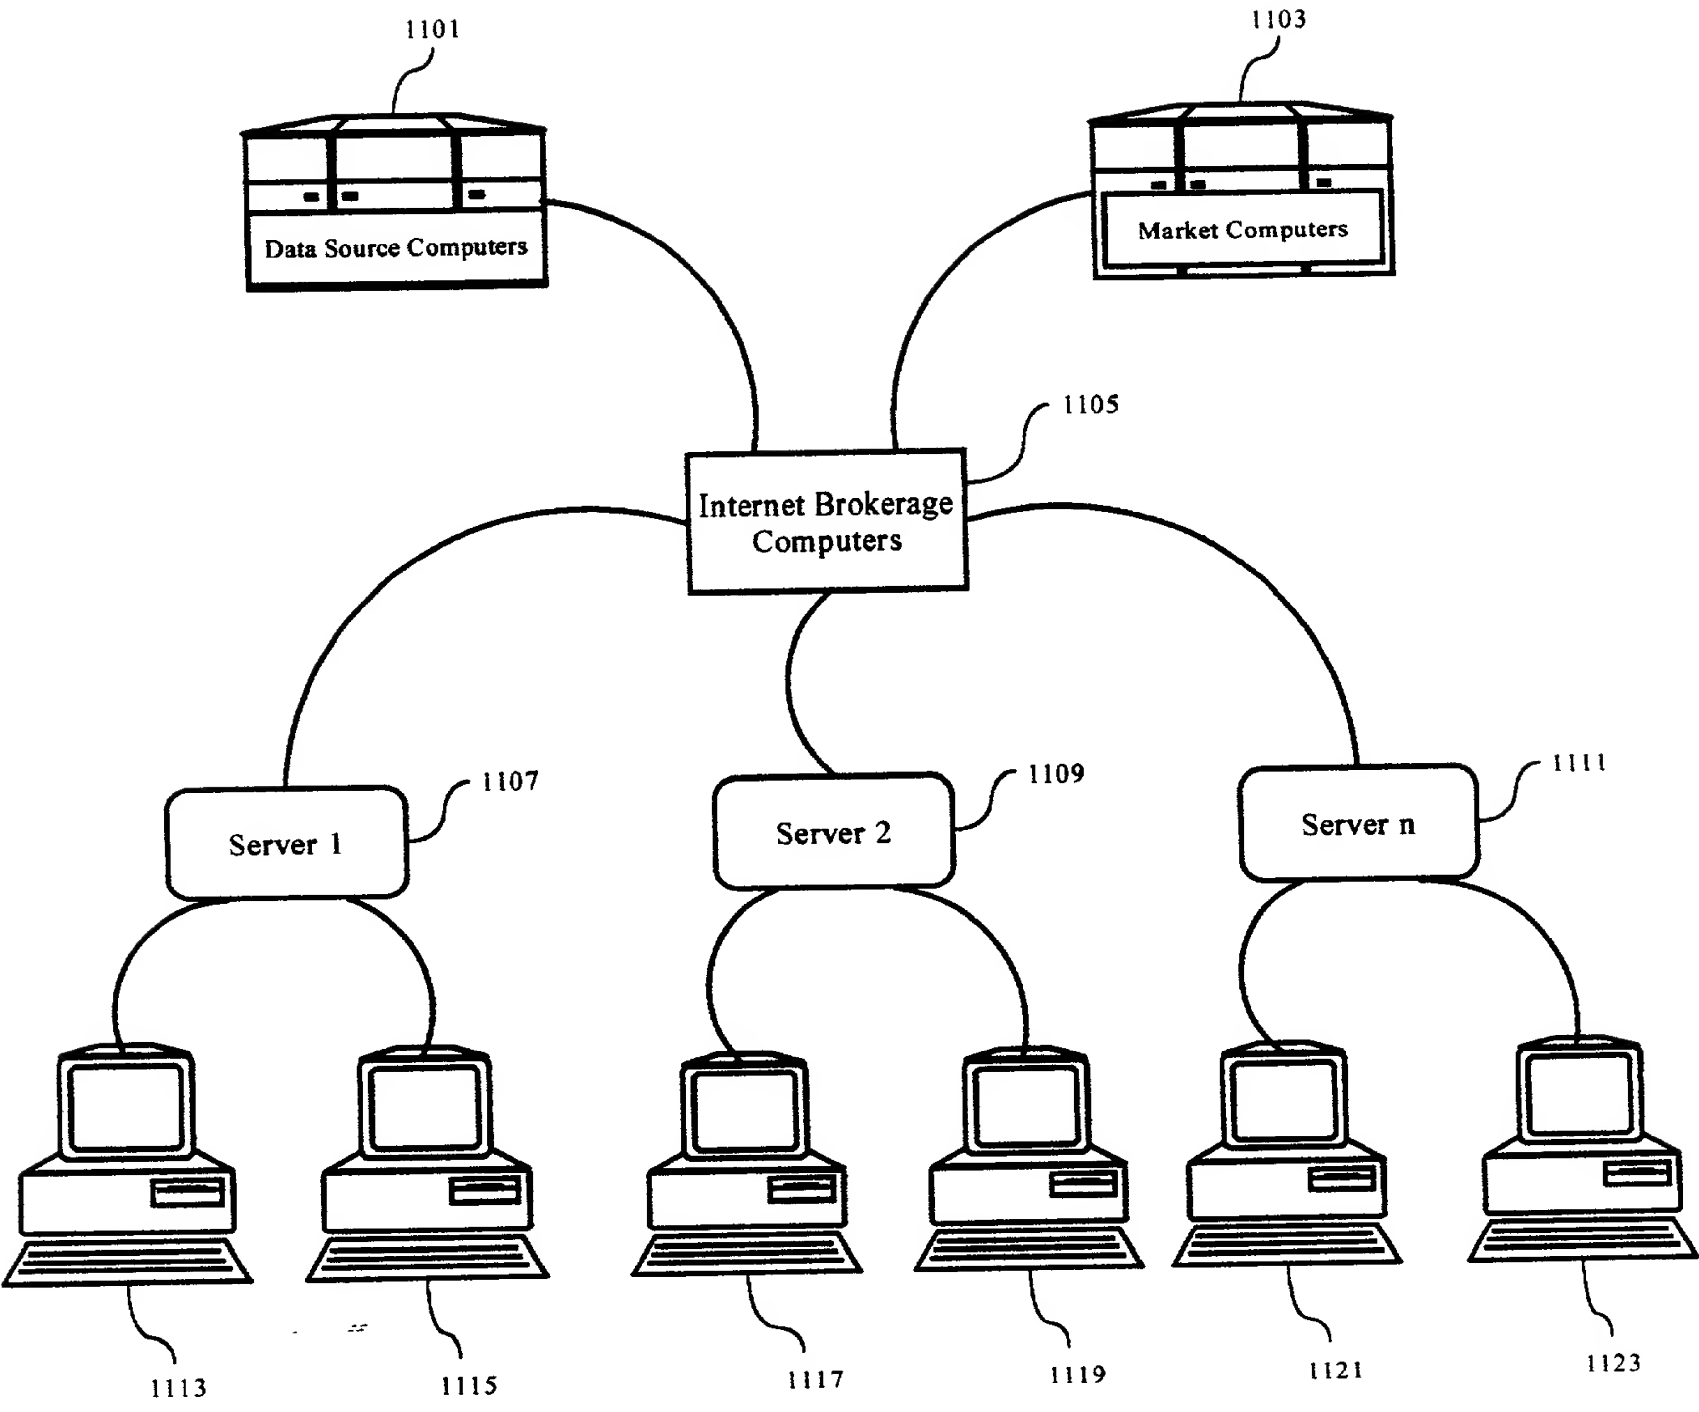 1101
1103
Data Source Computers
Market Computers
1105
Internet Brokerage
Computers
1107
1109
1111
Server 1
Server 2
Server n
1113
1115
1117
1119
1121
1123